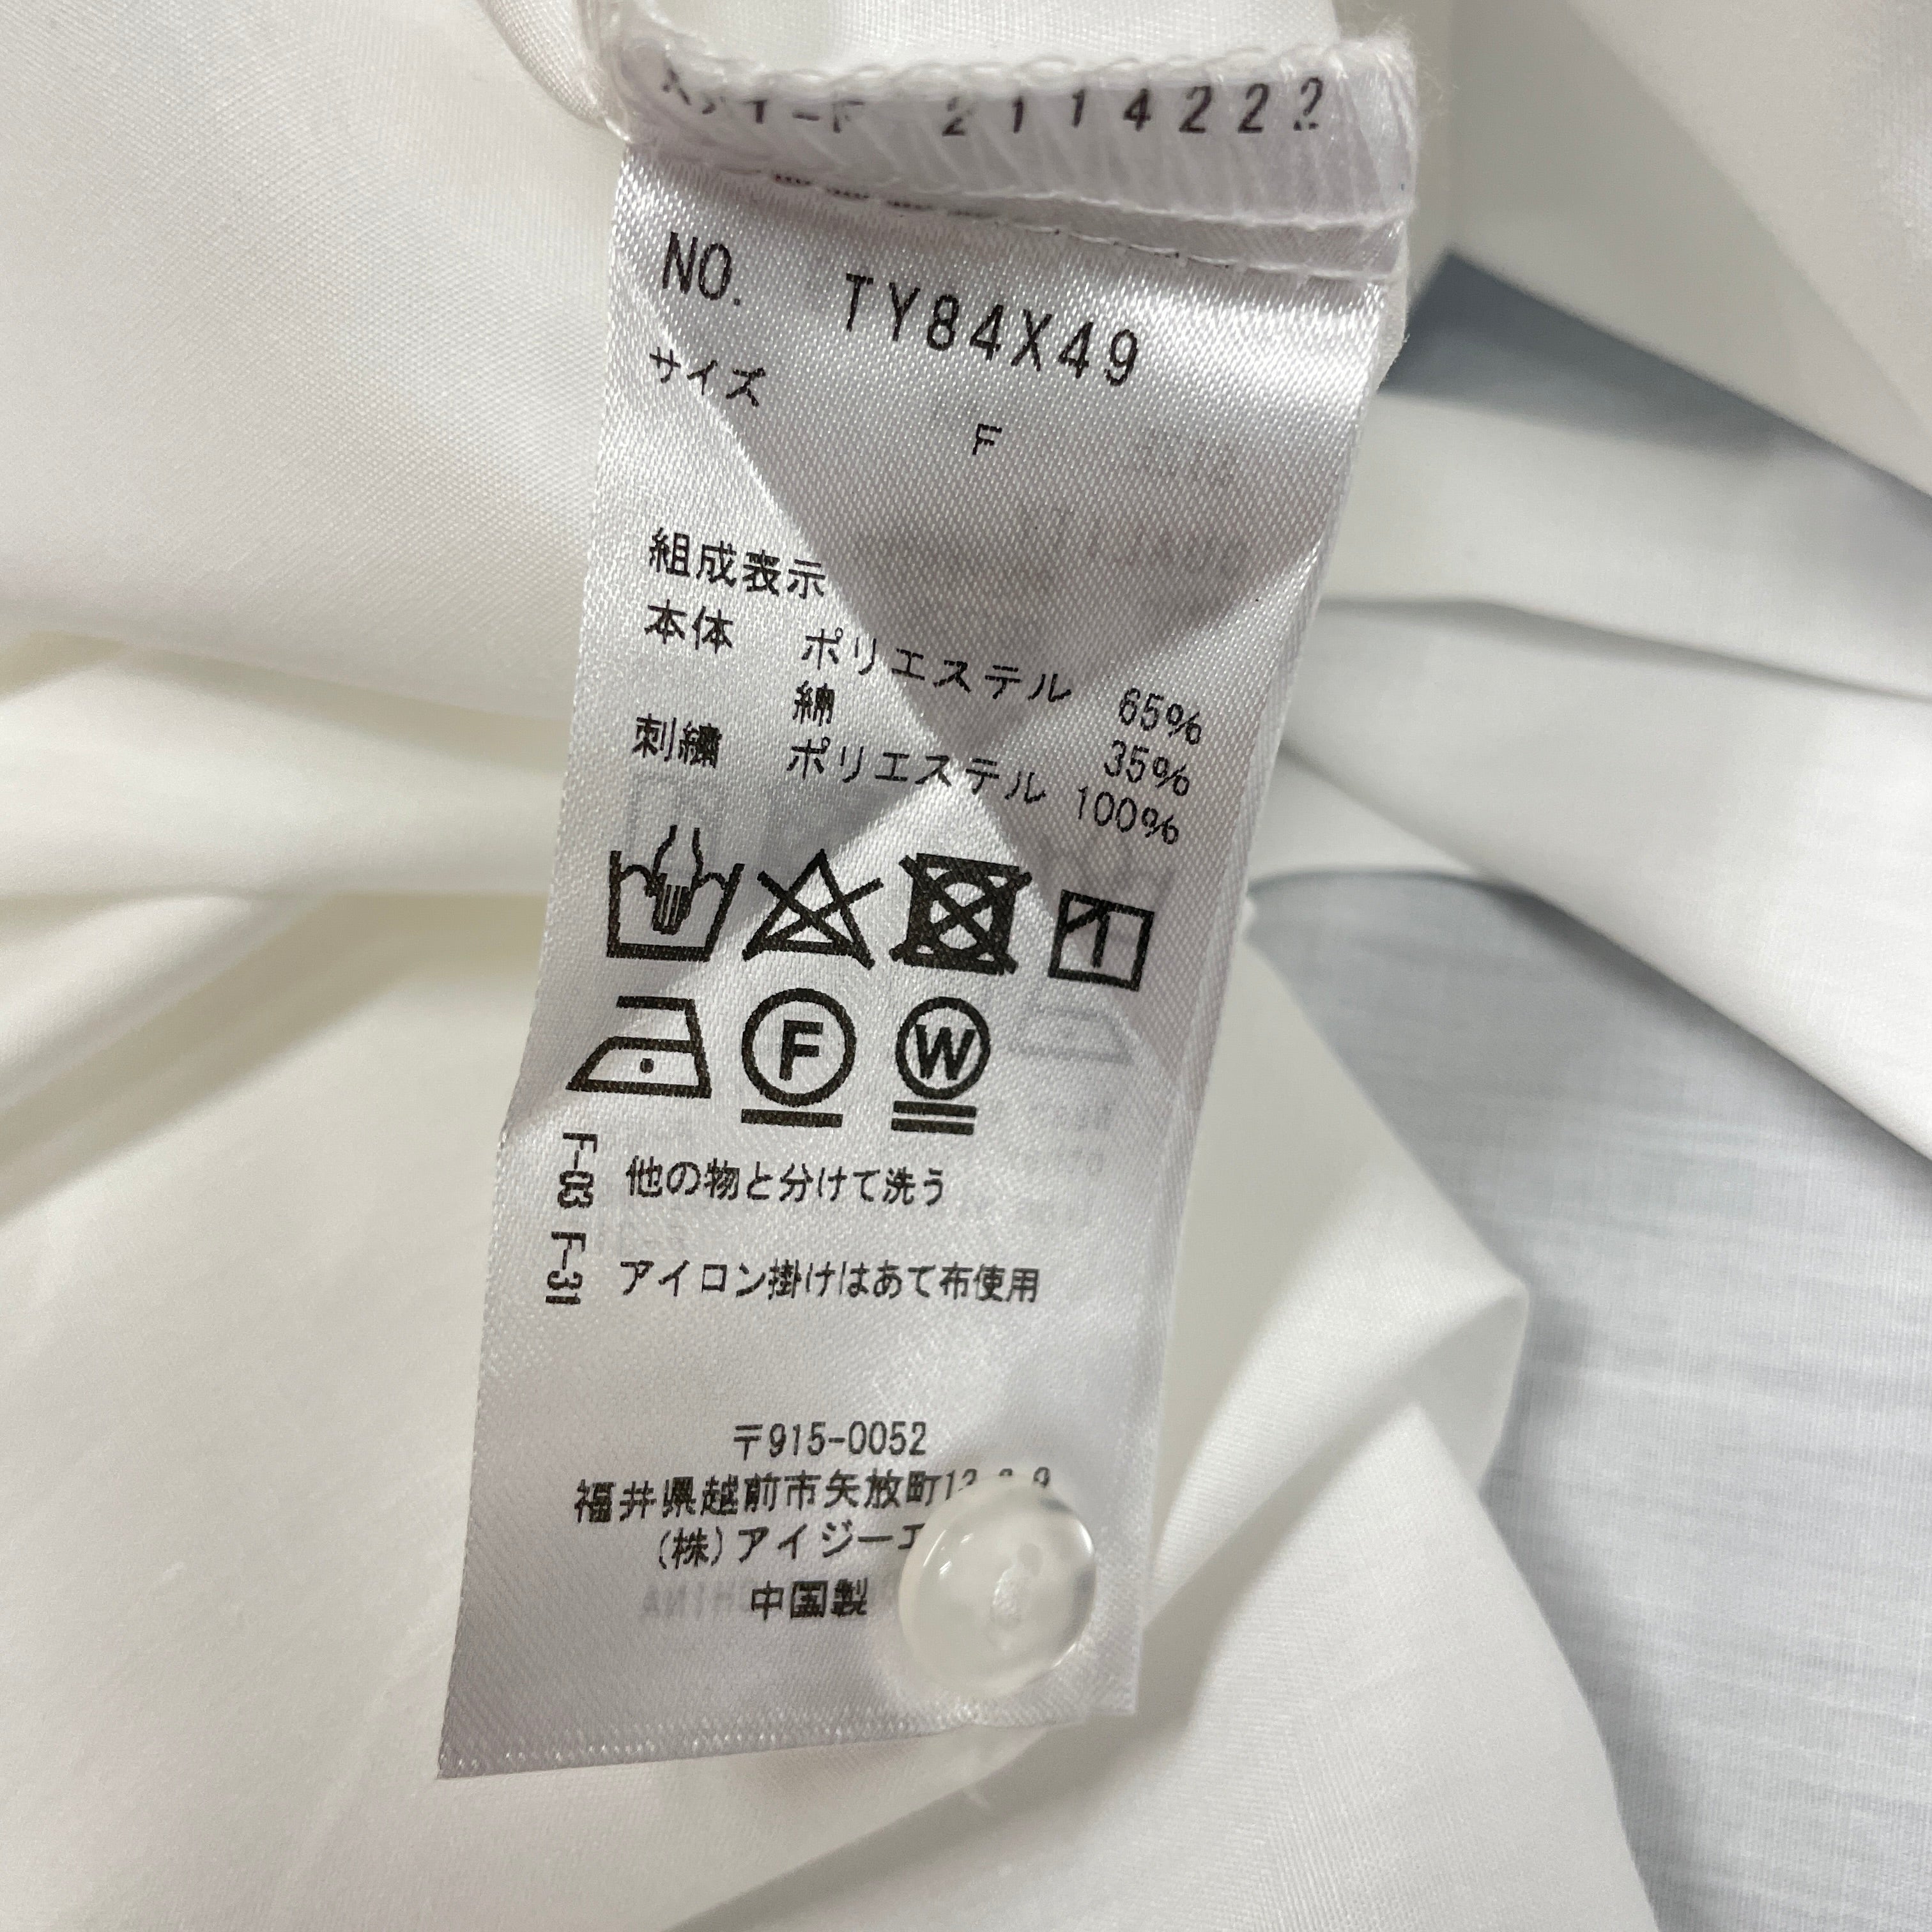 2114222
NO. TY84X49
サイズ
F
組成表示
本体 ポリエステル 65%
綿 35%
刺繍 ポリエステル 100%
F
W
F-03 他の物と分けて洗う
F-31 アイロン掛けはあて布使用
〒915-0052
福井県越前市矢放町
(株)アイジーエ
中国製